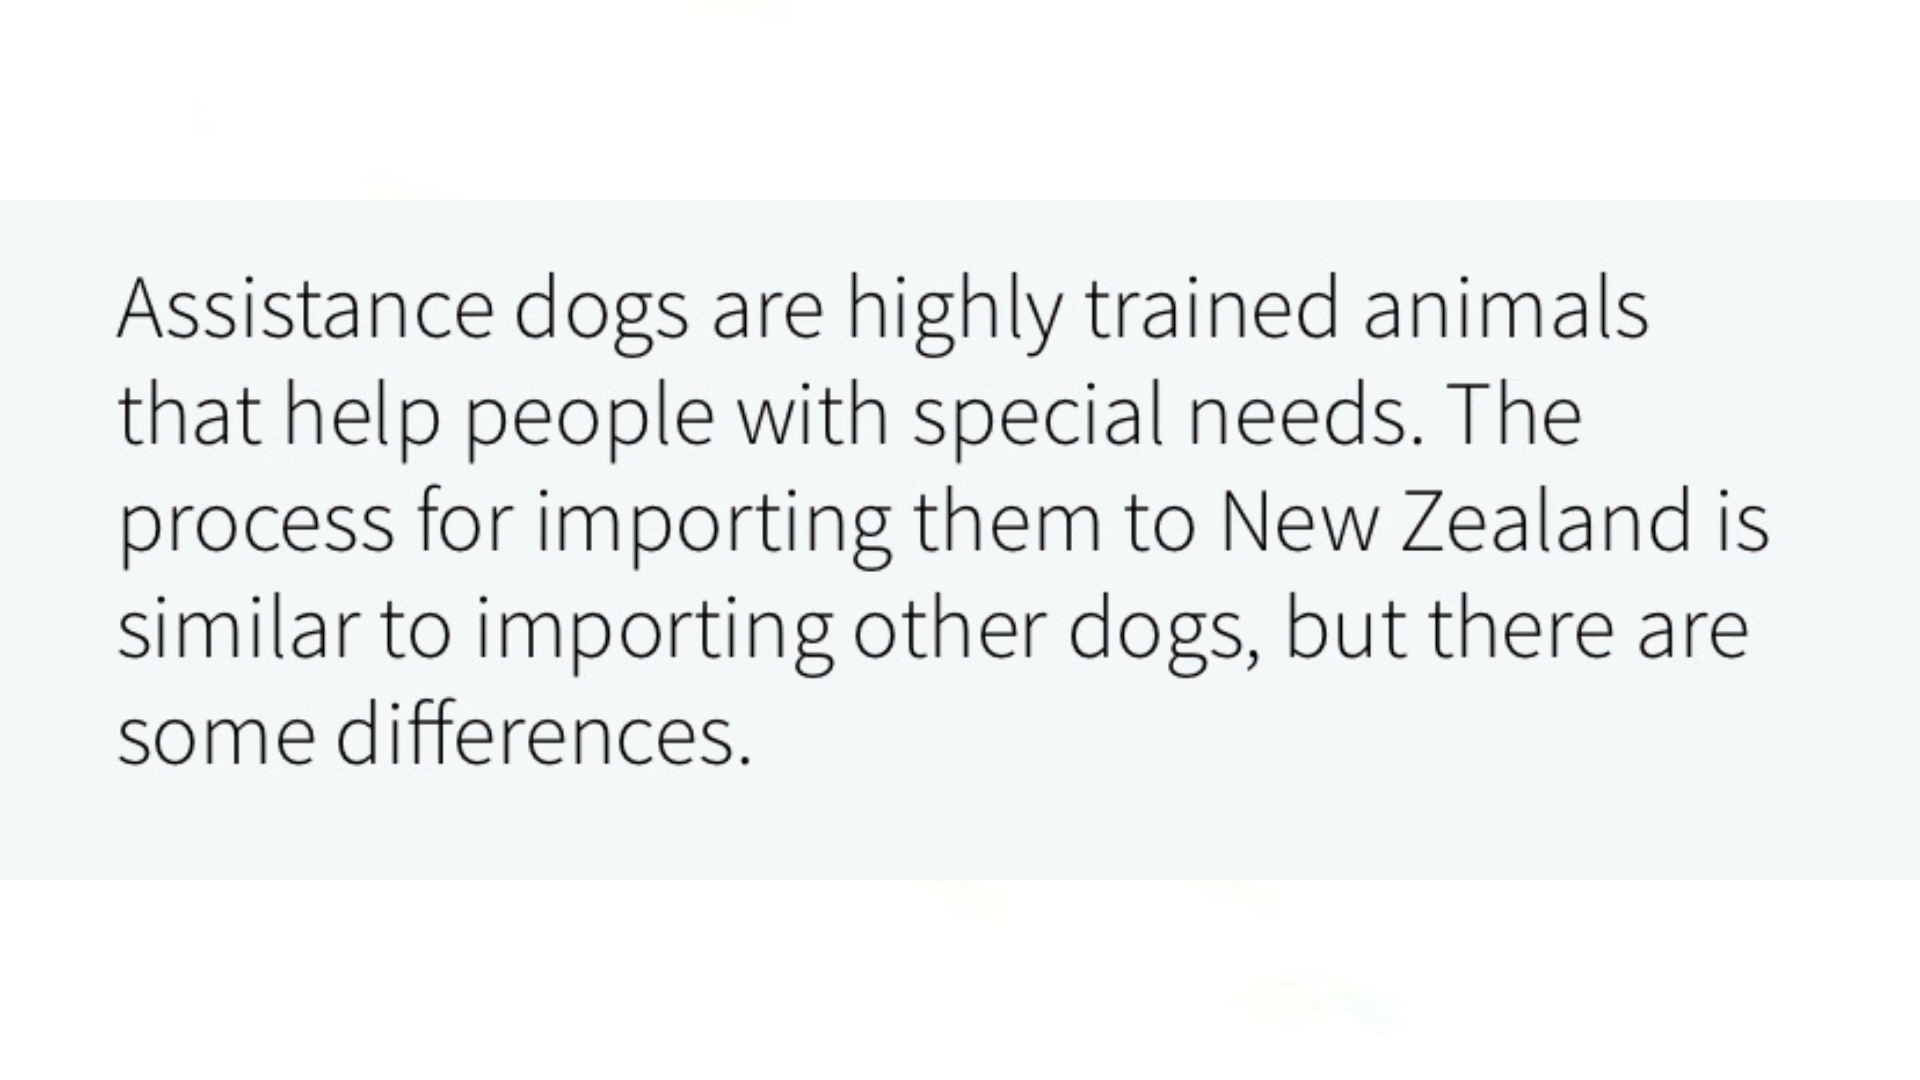 Assistance dogs are highly trained animals
that help people with special needs. The
process for importing them to New Zealand is
similar to importing other dogs, but there are
some differences.